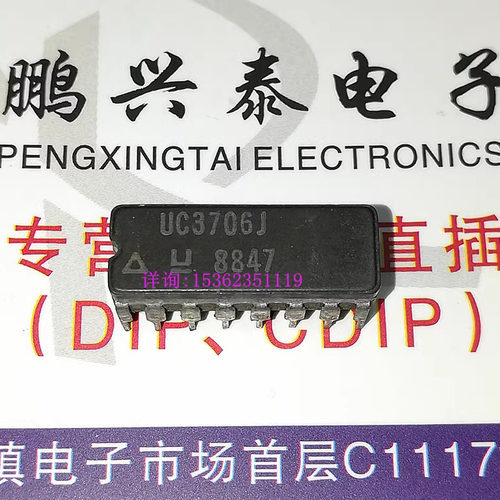 鹏兴泰电子
PENGXINGTAI ELECTRONICS
UC3706J
8847
详询:15362351119
专营 直插
(DIP、CDIP)
镇电子市场首层C1117